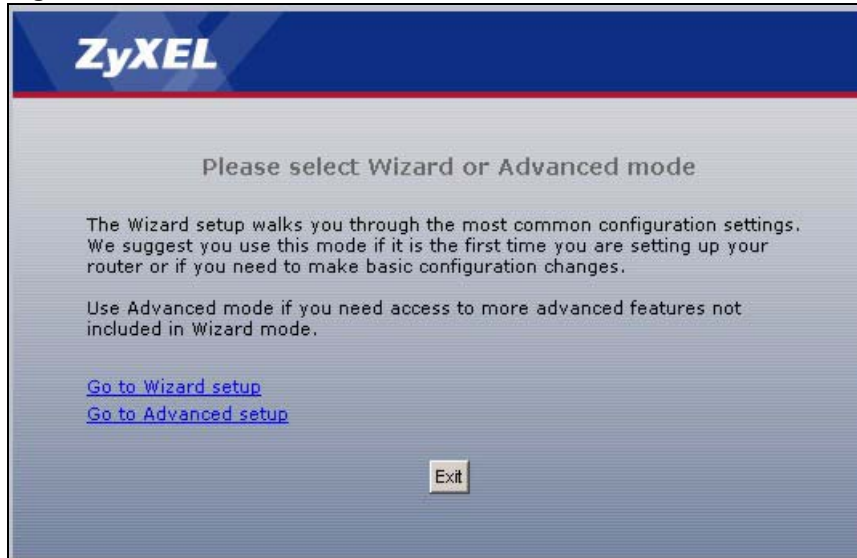 ZyXEL
Please select Wizard or Advanced mode
The Wizard setup walks you through the most common configuration settings.
We suggest you use this mode if it is the first time you are setting up your
router or if you need to make basic configuration changes.
Use Advanced mode if you need access to more advanced features not
included in Wizard mode.
Go to Wizard setup
Go to Advanced setup
Exit